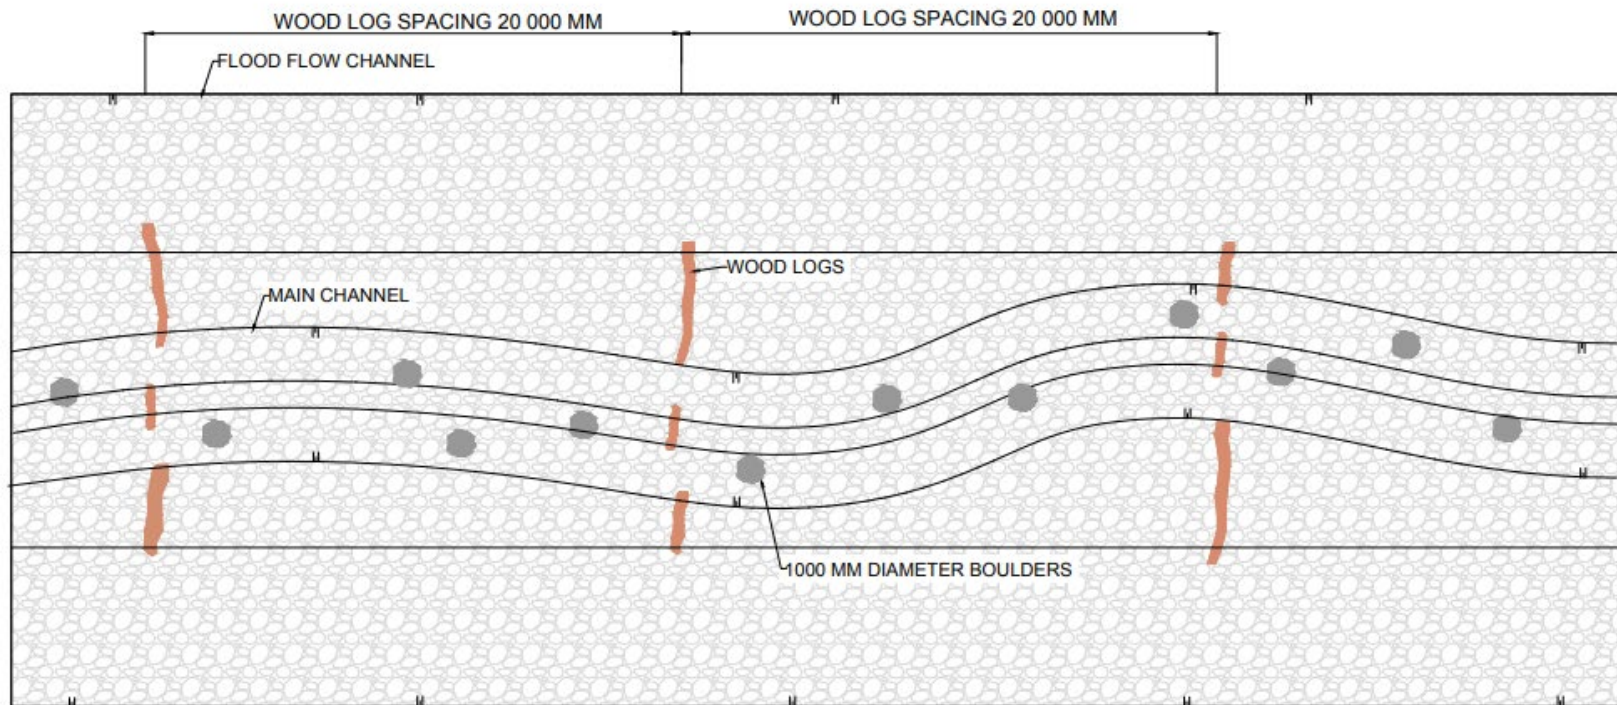 WOOD LOG SPACING 20 000 MM
WOOD LOG SPACING 20 000 MM
FLOOD FLOW CHANNEL
WOOD LOGS
MAIN CHANNEL
1000 MM DIAMETER BOULDERS